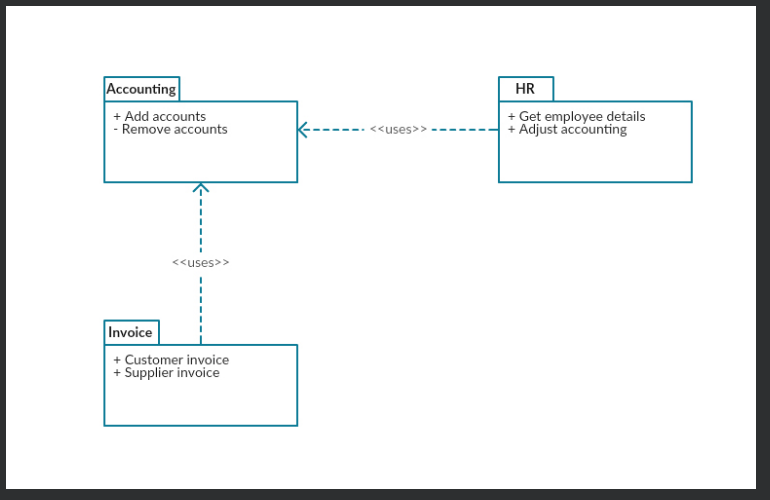 Accounting
+ Add accounts
- Remove accounts
<<uses>>
HR
+ Get employee details
+ Adjust accounting
<<uses>>
Invoice
+ Customer invoice
+ Supplier invoice